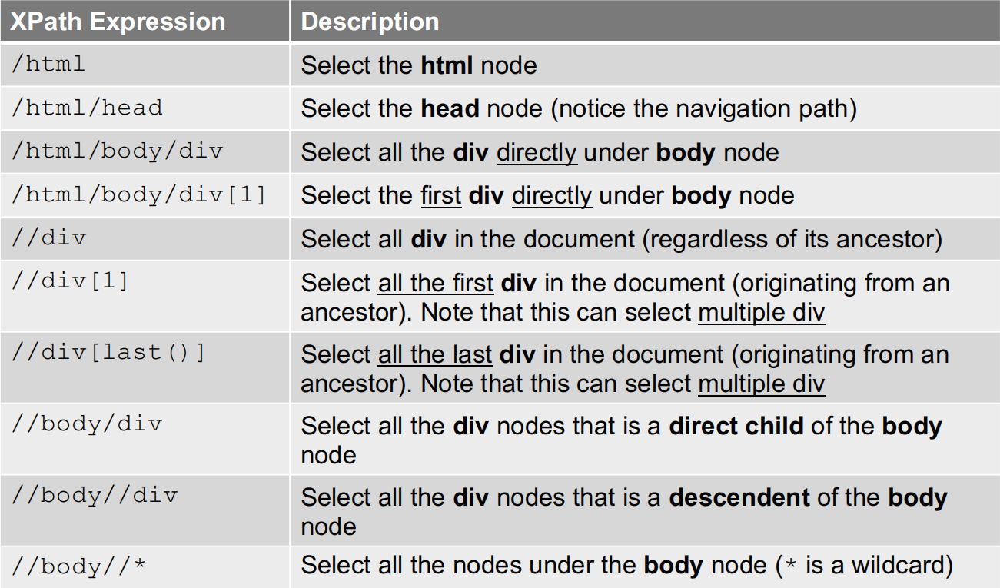 XPath Expression Description
/html Select the html node
/html/head Select the head node (notice the navigation path)
/html/body/div Select all the div directly under body node
/html/body/div[1] Select the first div directly under body node
//div Select all div in the document (regardless of its ancestor)
//div[1] Select all the first div in the document (originating from an
ancestor). Note that this can select multiple div
//div[last()] Select all the last div in the document (originating from an
ancestor). Note that this can select multiple div
//body/div Select all the div nodes that is a direct child of the body
node
//body//div Select all the div nodes that is a descendent of the body
node
//body//* Select all the nodes under the body node (* is a wildcard)